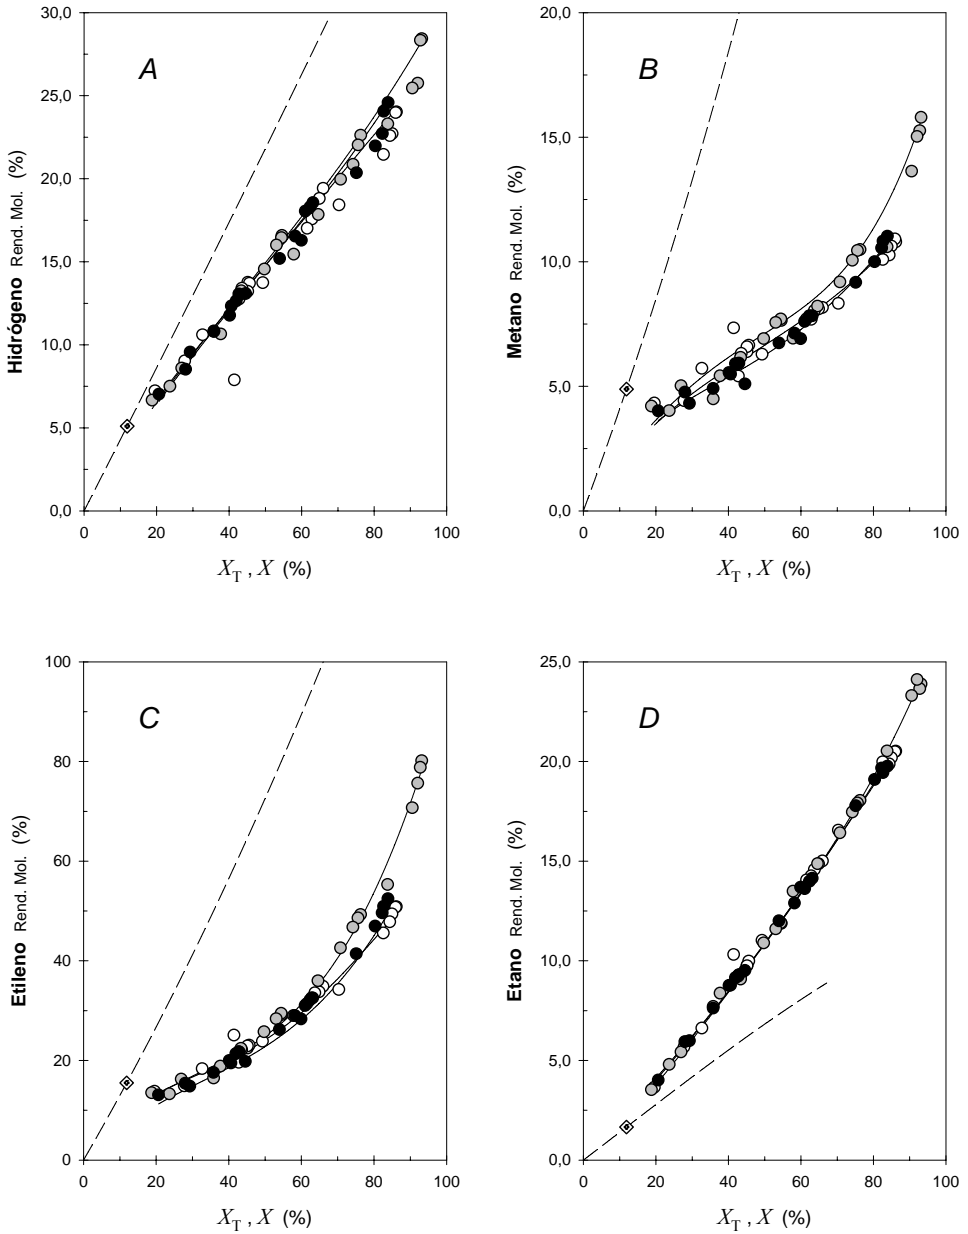 30,0
25,0
20,0
15,0
10,0
5,0
0,0
A
Hidrógeno Rend. Mol. (%)
0 20 40 60 80 100
X_T , X (%)
20,0
15,0
10,0
5,0
0,0
B
Metano Rend. Mol. (%)
0 20 40 60 80 100
X_T , X (%)
100
80
60
40
20
0
C
Etileno Rend. Mol. (%)
0 20 40 60 80 100
X_T , X (%)
25,0
20,0
15,0
10,0
5,0
0,0
D
Etano Rend. Mol. (%)
0 20 40 60 80 100
X_T , X (%)